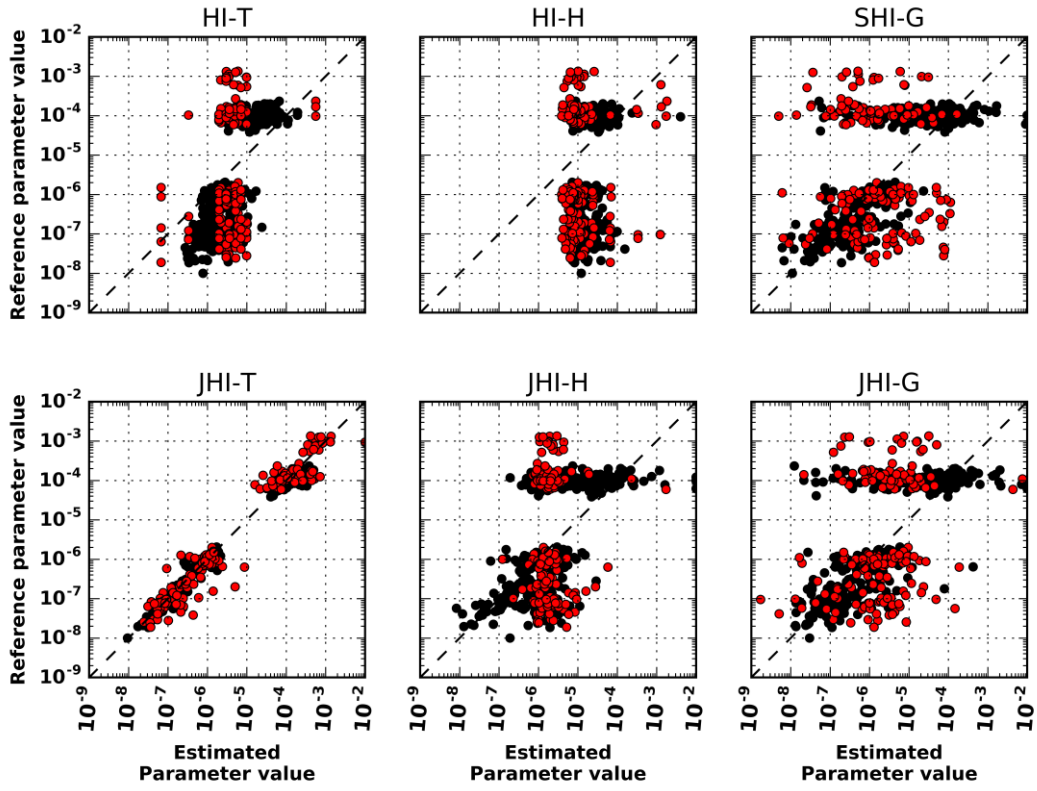 HI-T
HI-H
SHI-G
Reference parameter value
10⁻²
10⁻³
10⁻⁴
10⁻⁵
10⁻⁶
10⁻⁷
10⁻⁸
10⁻⁹
JHI-T
JHI-H
JHI-G
Reference parameter value
10⁻²
10⁻³
10⁻⁴
10⁻⁵
10⁻⁶
10⁻⁷
10⁻⁸
10⁻⁹
10⁻⁹ 10⁻⁸ 10⁻⁷ 10⁻⁶ 10⁻⁵ 10⁻⁴ 10⁻³ 10⁻²
10⁻⁹ 10⁻⁸ 10⁻⁷ 10⁻⁶ 10⁻⁵ 10⁻⁴ 10⁻³ 10⁻²
10⁻⁹ 10⁻⁸ 10⁻⁷ 10⁻⁶ 10⁻⁵ 10⁻⁴ 10⁻³ 10⁻²
Estimated
Parameter value
Estimated
Parameter value
Estimated
Parameter value